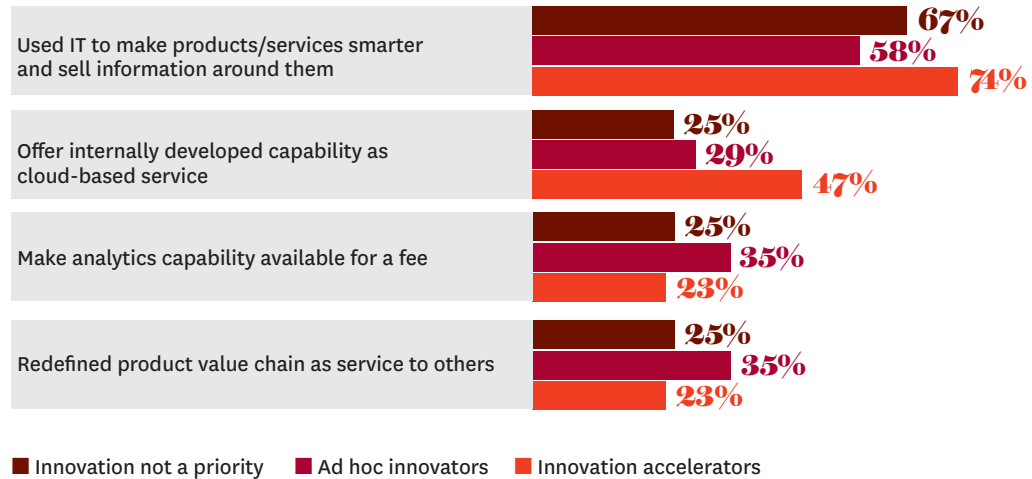 Used IT to make products/services smarter
and sell information around them
67%
58%
74%
Offer internally developed capability as
cloud-based service
25%
29%
47%
Make analytics capability available for a fee
25%
35%
23%
Redefined product value chain as service to others
25%
35%
23%
Innovation not a priority
Ad hoc innovators
Innovation accelerators